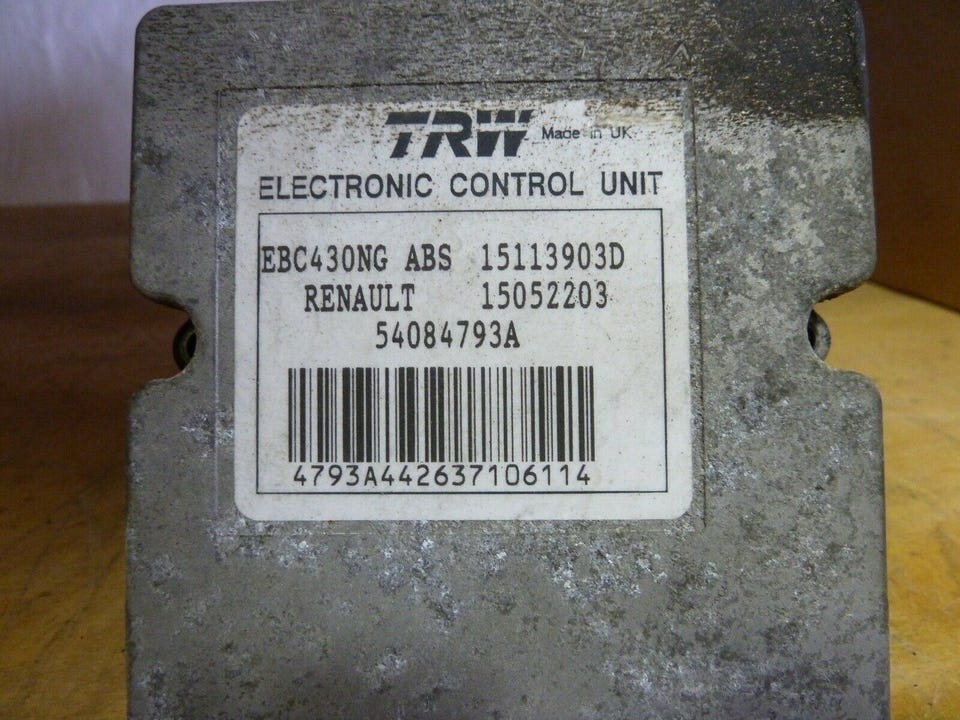 TRW Made in UK
ELECTRONIC CONTROL UNIT
EBC430NG ABS 15113903D
RENAULT 15052203
54084793A
4793A442637106114